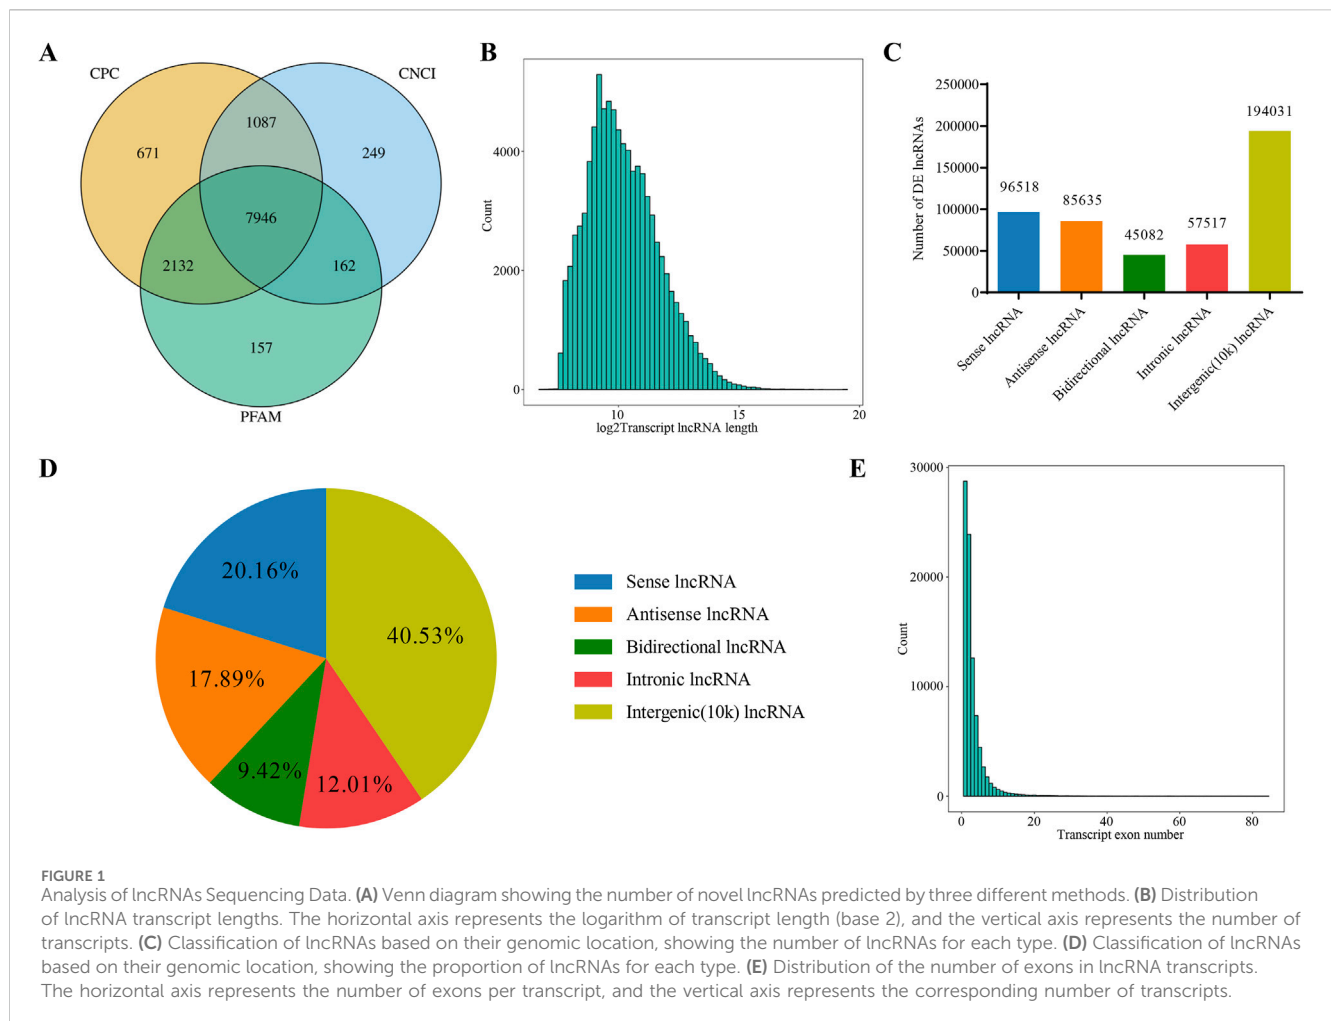 A
CPC
CNCI
1087
671
249
7946
2132
162
157
PFAM
B
Count
4000
2000
0
10
15
20
log2Transcript lncRNA length
C
Number of DE lncRNAs
250000
200000
150000
100000
50000
0
96518
85635
45082
57517
194031
Sense lncRNA
Antisense lncRNA
Bidirectional lncRNA
Intronic lncRNA
Intergenic(10k) lncRNA
D
20.16%
40.53%
17.89%
9.42%
12.01%
Sense lncRNA
Antisense lncRNA
Bidirectional lncRNA
Intronic lncRNA
Intergenic(10k) lncRNA
E
Count
30000
20000
10000
0
0
20
40
60
80
Transcript exon number
FIGURE 1
Analysis of lncRNAs Sequencing Data. (A) Venn diagram showing the number of novel lncRNAs predicted by three different methods. (B) Distribution
of lncRNA transcript lengths. The horizontal axis represents the logarithm of transcript length (base 2), and the vertical axis represents the number of
transcripts. (C) Classification of lncRNAs based on their genomic location, showing the number of lncRNAs for each type. (D) Classification of lncRNAs
based on their genomic location, showing the proportion of lncRNAs for each type. (E) Distribution of the number of exons in lncRNA transcripts.
The horizontal axis represents the number of exons per transcript, and the vertical axis represents the corresponding number of transcripts.